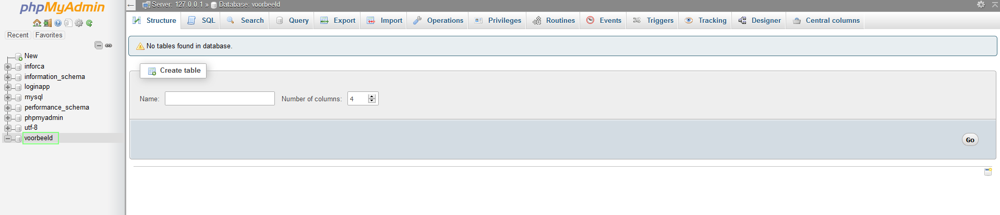 phpMyAdmin
Recent Favorites
New
inforca
information_schema
loginapp
mysql
performance_schema
phpmyadmin
utf-8
voorbeeld
Server: 127.0.0.1 » Database: voorbeeld
Structure SQL Search Query Export Import Operations Privileges Routines Events Triggers Tracking Designer Central columns
No tables found in database.
Create table
Name: Number of columns: 4
Go